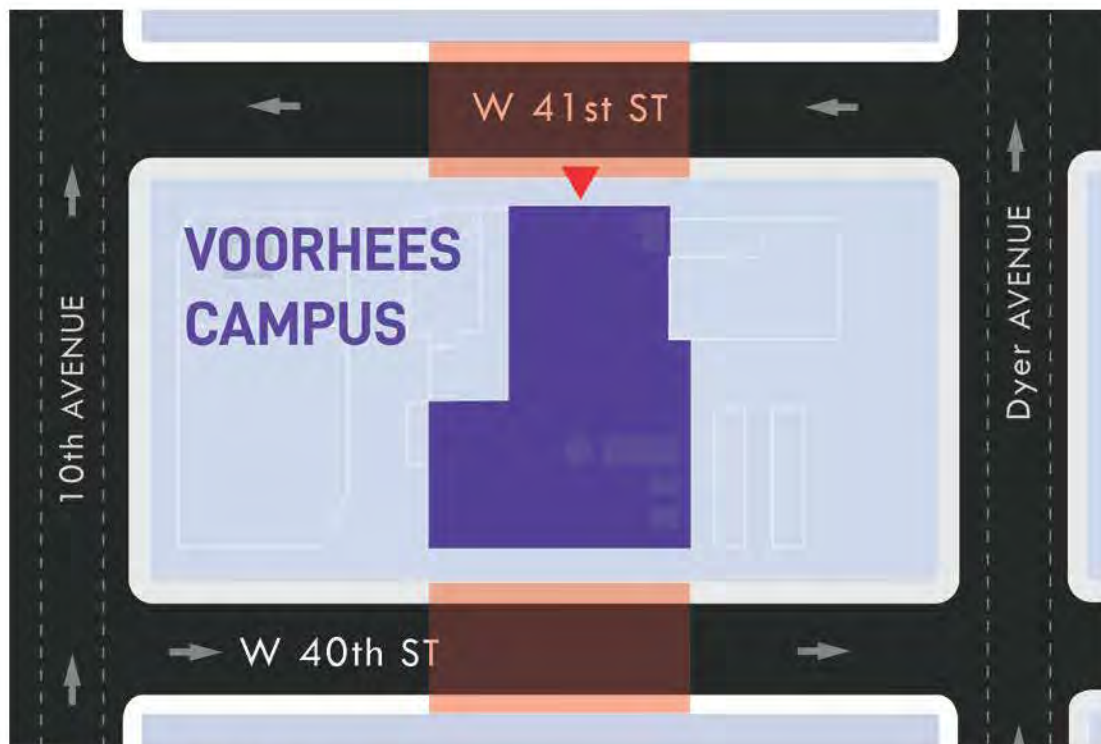 W 41st ST
VOORHEES
CAMPUS
10th AVENUE
Dyer AVENUE
W 40th ST